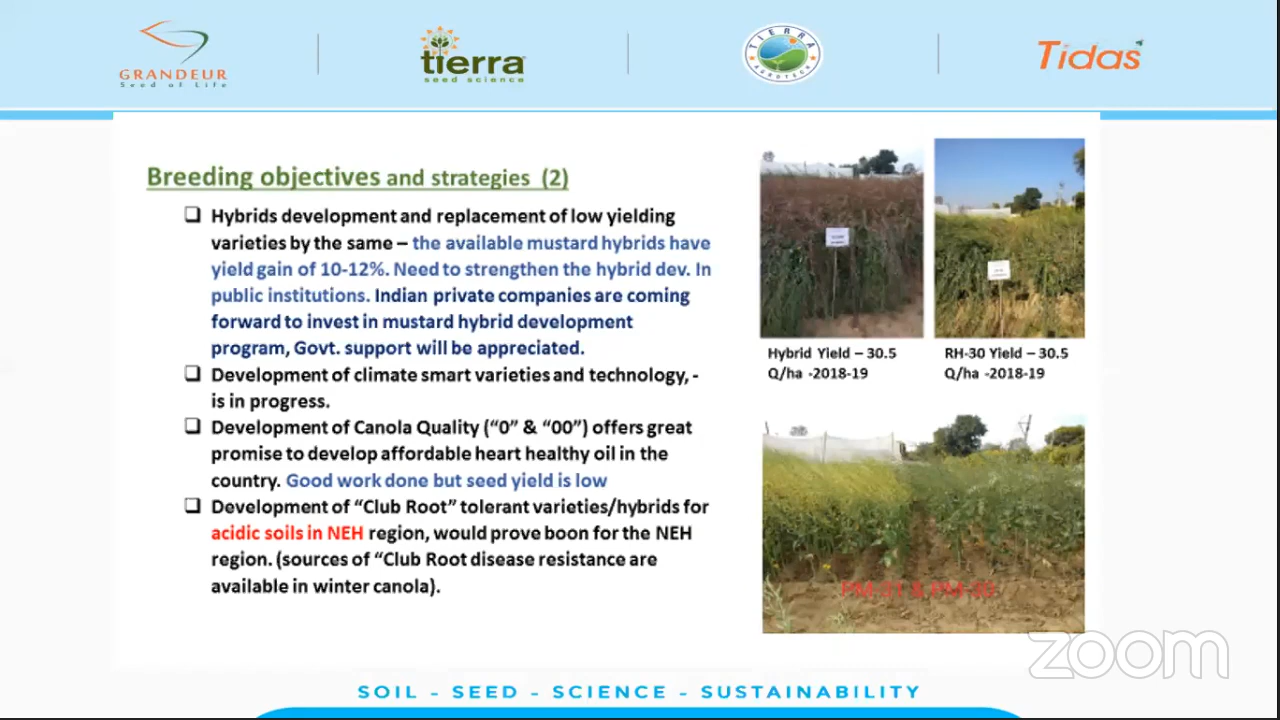 GRANDEUR
Seed of Life
tierra
seed science
TIERRA
AGROTECH
Tidas
Breeding objectives and strategies (2)
❑ Hybrids development and replacement of low yielding
varieties by the same – the available mustard hybrids have
yield gain of 10-12%. Need to strengthen the hybrid dev. In
public institutions. Indian private companies are coming
forward to invest in mustard hybrid development
program, Govt. support will be appreciated.
❑ Development of climate smart varieties and technology, -
is in progress.
❑ Development of Canola Quality (“0” & “00”) offers great
promise to develop affordable heart healthy oil in the
country. Good work done but seed yield is low
❑ Development of “Club Root” tolerant varieties/hybrids for
acidic soils in NEH region, would prove boon for the NEH
region. (sources of “Club Root disease resistance are
available in winter canola).
Hybrid Yield – 30.5
Q/ha -2018-19
RH-30 Yield – 30.5
Q/ha -2018-19
zoom
SOIL - SEED - SCIENCE - SUSTAINABILITY